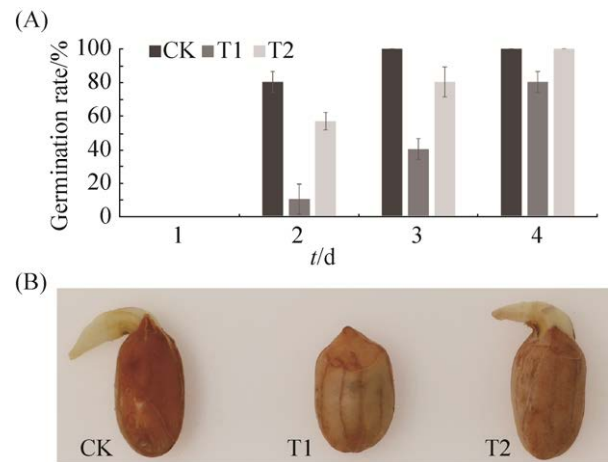 (A)
Germination rate/%
100
80
60
40
20
0
CK T1 T2
1 2 3 4
t/d
(B)
CK T1 T2